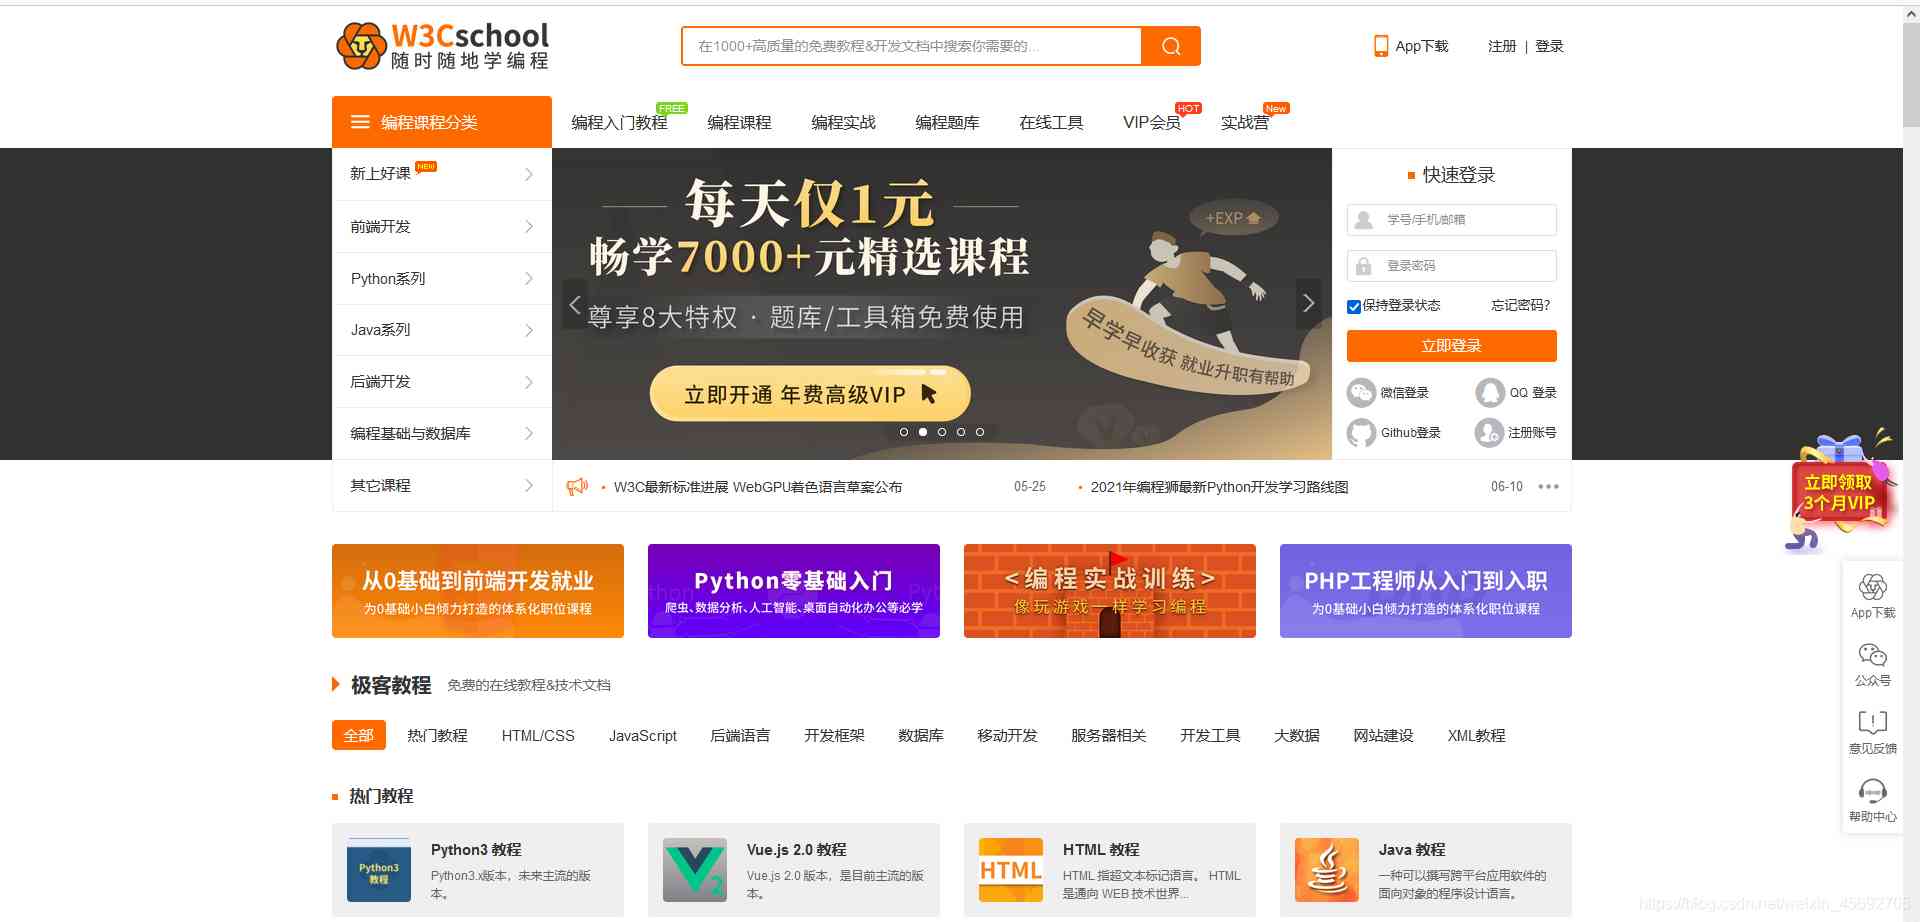 W3Cschool
随时随地学编程
在1000+高质量的免费教程&开发文档中搜索你需要的...
App下载
注册 | 登录
编程课程分类
编程入门教程 FREE
编程课程
编程实战
编程题库
在线工具
VIP会员 HOT
实战营 New
新上好课 NEW
前端开发
Python系列
Java系列
后端开发
编程基础与数据库
其它课程
每天仅1元
畅学7000+元精选课程
尊享8大特权 · 题库/工具箱免费使用
立即开通 年费高级VIP
+EXP
早学早收获 就业升职有帮助
快速登录
学号/手机/邮箱
登录密码
保持登录状态 忘记密码?
立即登录
微信登录 QQ 登录
Github登录 注册账号
W3C最新标准进展 WebGPU着色语言草案公布 05-25
2021年编程狮最新Python开发学习路线图 06-10
立即领取
3个月VIP
从0基础到前端开发就业
为0基础小白倾力打造的体系化职位课程
Python零基础入门
爬虫、数据分析、人工智能、桌面自动化办公等必学
<编程实战训练>
像玩游戏一样学习编程
PHP工程师从入门到入职
为0基础小白倾力打造的体系化职位课程
App下载
公众号
意见反馈
帮助中心
极客教程 免费的在线教程&技术文档
全部 热门教程 HTML/CSS JavaScript 后端语言 开发框架 数据库 移动开发 服务器相关 开发工具 大数据 网站建设 XML教程
热门教程
Python3
教程
Python3 教程
Python3.x版本，未来主流的版
本。
2
Vue.js 2.0 教程
Vue.js 2.0 版本，是目前主流的版
本。
HTML
HTML 教程
HTML 指超文本标记语言。 HTML
是通向 WEB 技术世界...
Java 教程
一种可以撰写跨平台应用软件的
面向对象的程序设计语言。
https://blog.csdn.net/weixin_45692705